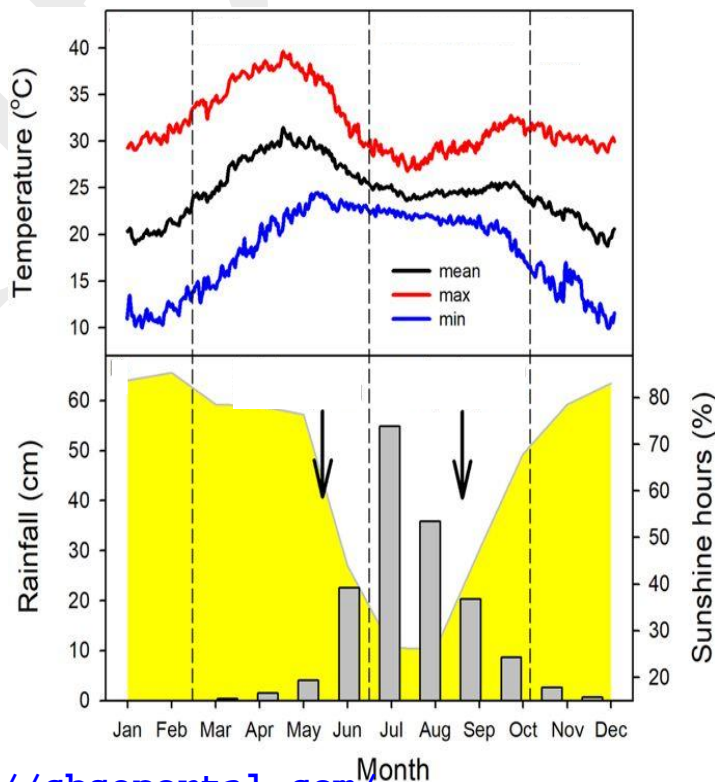 Temperature (°C)
40
35
30
25
20
15
10
mean
max
min
Rainfall (cm)
60
50
40
30
20
10
0
Sunshine hours (%)
80
70
60
50
40
30
20
Jan Feb Mar Apr May Jun Jul Aug Sep Oct Nov Dec
Month